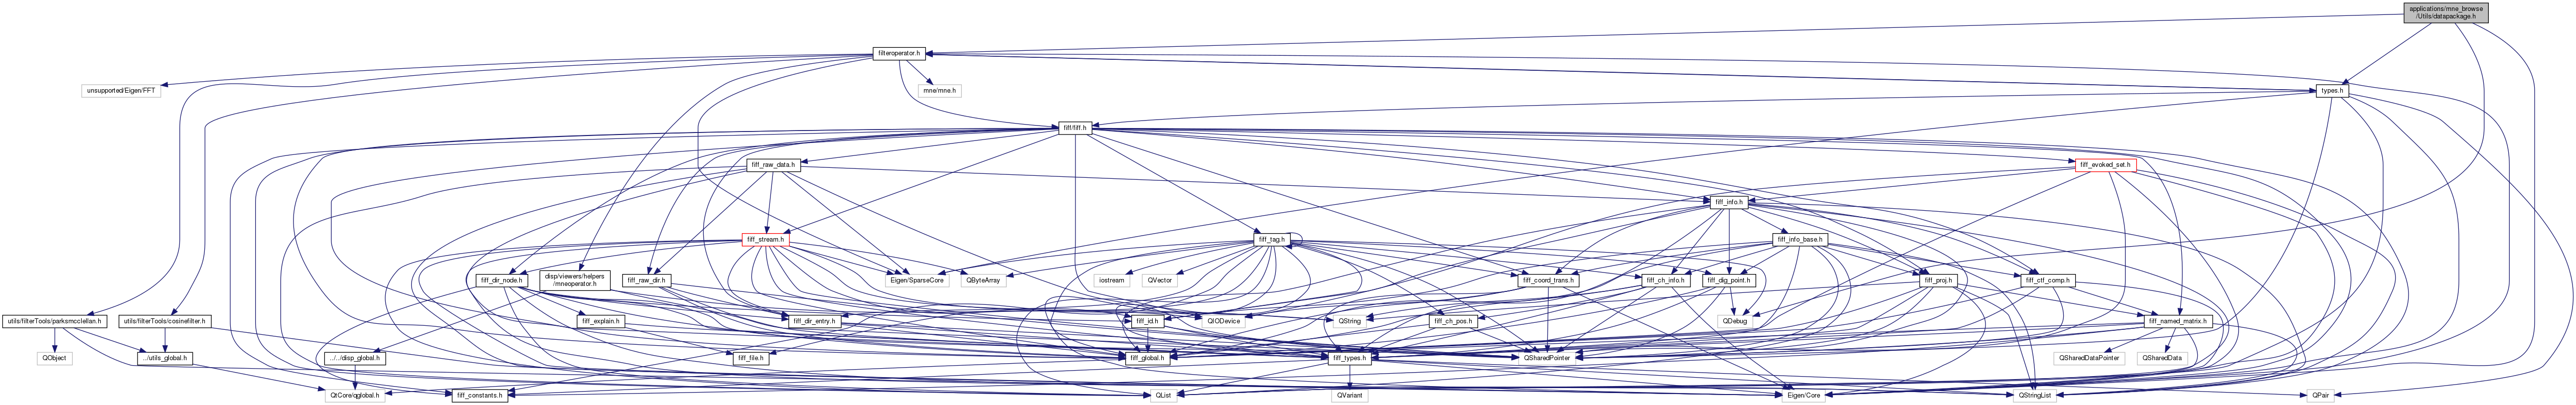 applications/mne_browse
/Utils/datapackage.h
filteroperator.h
unsupported/Eigen/FFT
mne/mne.h
types.h
fiff/fiff.h
fiff_raw_data.h
fiff_evoked_set.h
fiff_info.h
fiff_stream.h
fiff_tag.h
fiff_info_base.h
fiff_dir_node.h
disp/viewers/helpers
/mneoperator.h
fiff_raw_dir.h
Eigen/SparseCore
QByteArray
iostream
QVector
fiff_coord_trans.h
fiff_ch_info.h
fiff_dig_point.h
fiff_proj.h
fiff_ctf_comp.h
utils/filterTools/parksmcclellan.h
utils/filterTools/cosinefilter.h
fiff_explain.h
fiff_dir_entry.h
fiff_id.h
QIODevice
QString
fiff_ch_pos.h
QDebug
fiff_named_matrix.h
QObject
../utils_global.h
../../disp_global.h
fiff_file.h
fiff_global.h
fiff_types.h
QSharedPointer
QSharedDataPointer
QSharedData
QtCore/qglobal.h
fiff_constants.h
QList
QVariant
Eigen/Core
QStringList
QPair